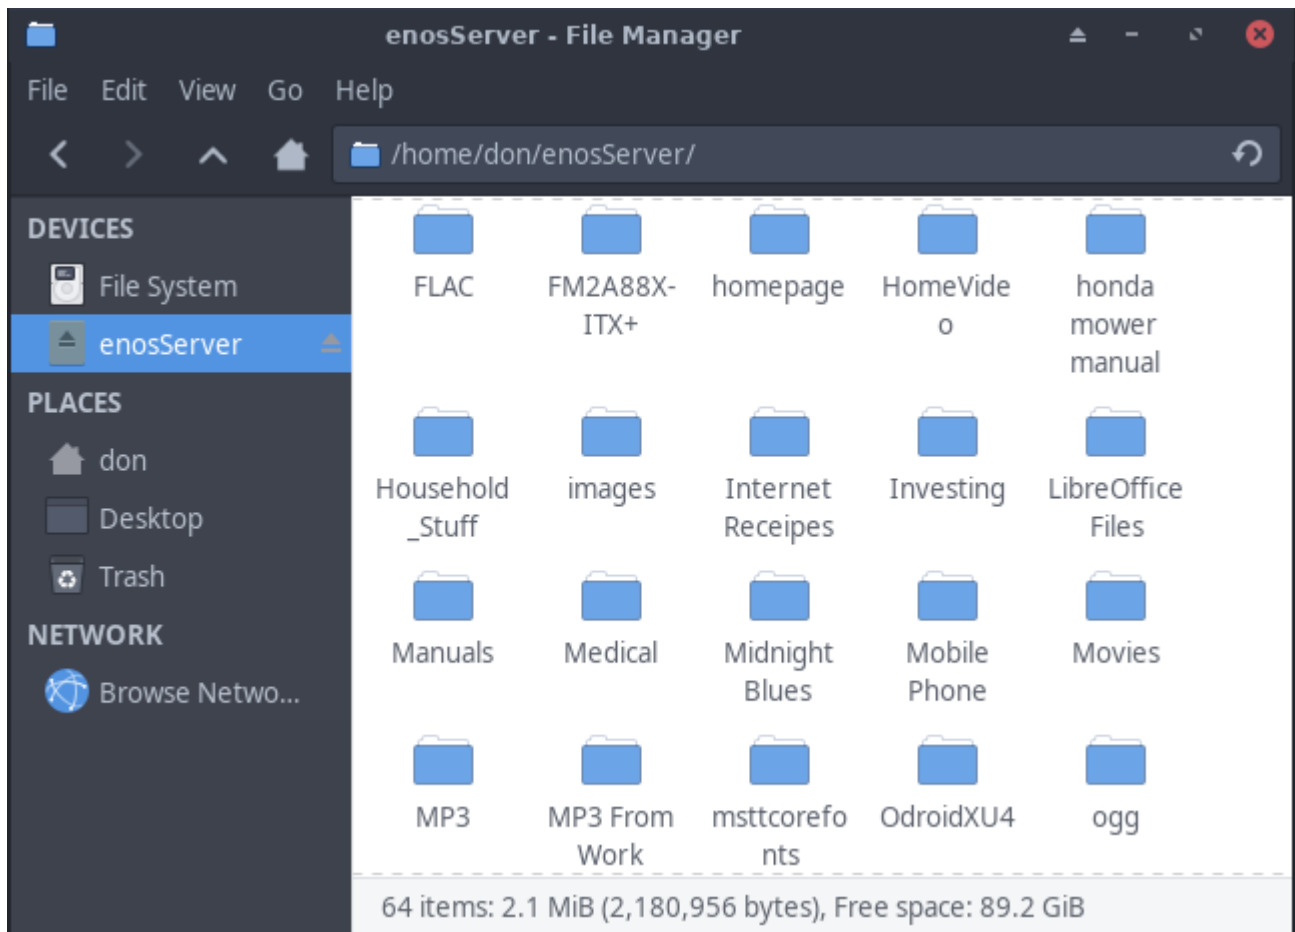 enosServer - File Manager
File Edit View Go Help
/home/don/enosServer/
DEVICES
File System
enosServer
PLACES
don
Desktop
Trash
NETWORK
Browse Netwo...
FLAC
FM2A88X-
ITX+
homepage
HomeVide
o
honda
mower
manual
Household
_Stuff
images
Internet
Receipes
Investing
LibreOffice
Files
Manuals
Medical
Midnight
Blues
Mobile
Phone
Movies
MP3
MP3 From
Work
msttcorefo
nts
OdroidXU4
ogg
64 items: 2.1 MiB (2,180,956 bytes), Free space: 89.2 GiB